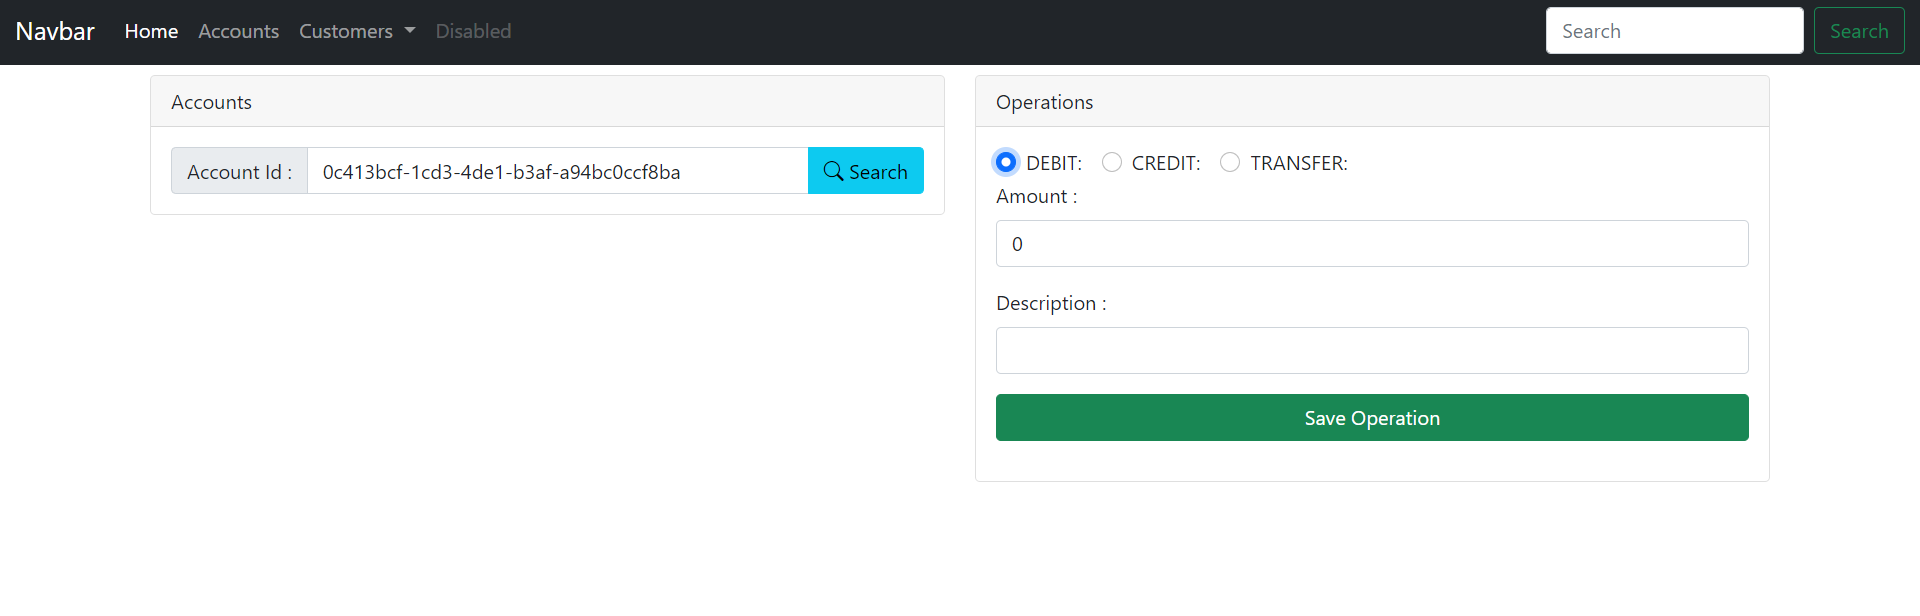 Navbar Home Accounts Customers Disabled Search Search
Accounts
Account Id : 0c413bcf-1cd3-4de1-b3af-a94bc0ccf8ba Search
Operations
DEBIT: CREDIT: TRANSFER:
Amount :
0
Description :
Save Operation